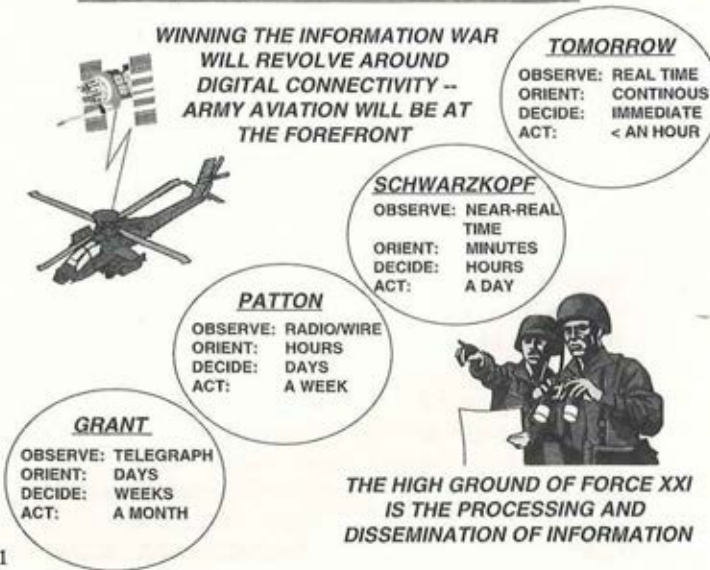 WINNING THE INFORMATION WAR
WILL REVOLVE AROUND
DIGITAL CONNECTIVITY --
ARMY AVIATION WILL BE AT
THE FOREFRONT
TOMORROW
OBSERVE: REAL TIME
ORIENT: CONTINOUS
DECIDE: IMMEDIATE
ACT: < AN HOUR
SCHWARZKOPF
OBSERVE: NEAR-REAL
TIME
ORIENT: MINUTES
DECIDE: HOURS
ACT: A DAY
PATTON
OBSERVE: RADIO/WIRE
ORIENT: HOURS
DECIDE: DAYS
ACT: A WEEK
GRANT
OBSERVE: TELEGRAPH
ORIENT: DAYS
DECIDE: WEEKS
ACT: A MONTH
THE HIGH GROUND OF FORCE XXI
IS THE PROCESSING AND
DISSEMINATION OF INFORMATION
1